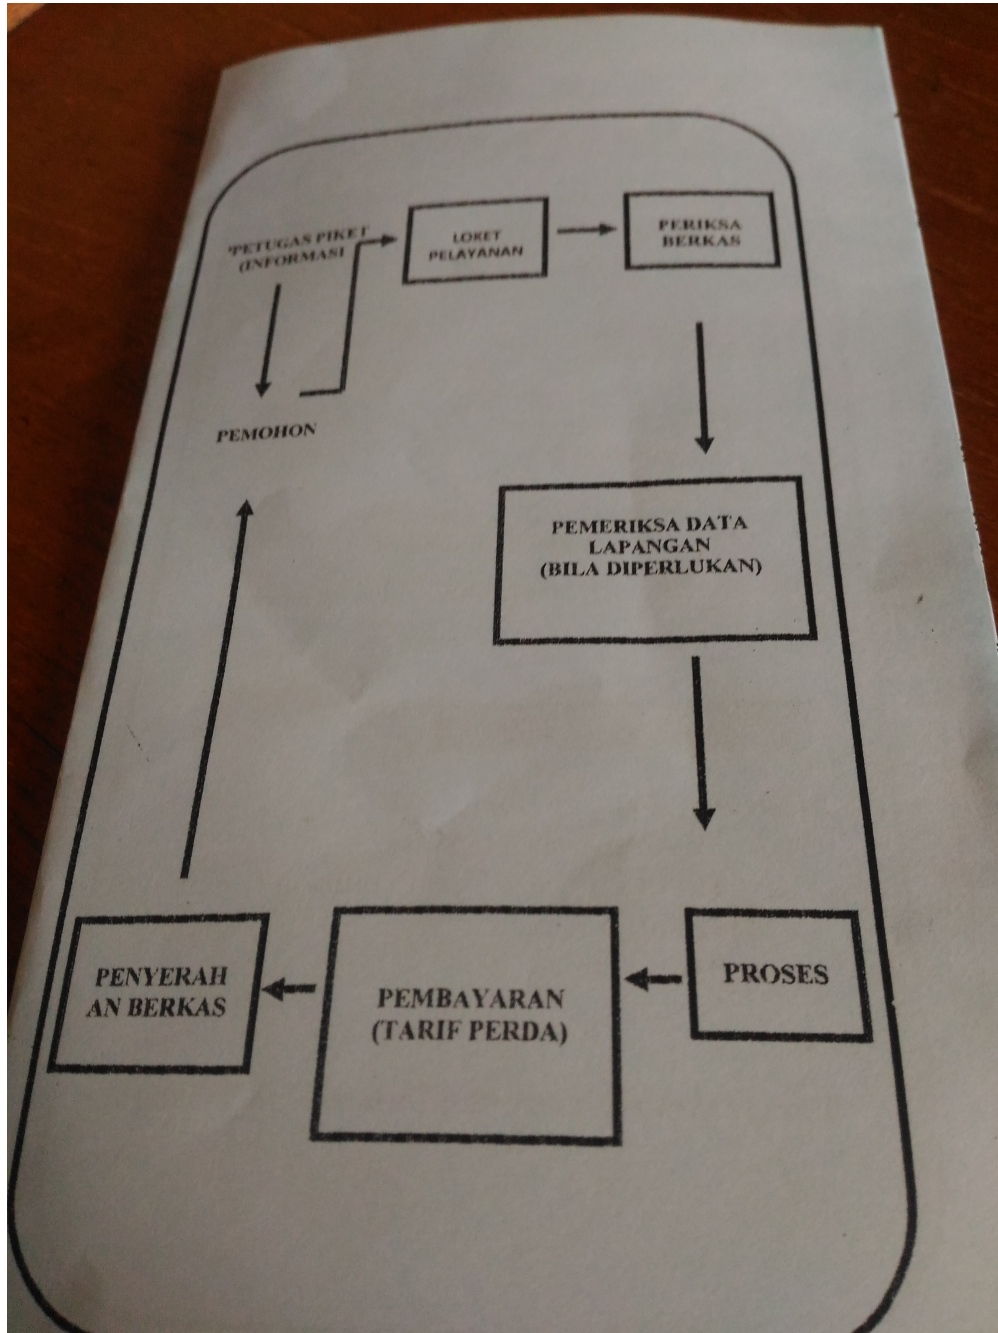 'PETUGAS PIKET
(INFORMASI
LOKET
PELAYANAN
PERIKSA
BERKAS
PEMOHON
PEMERIKSA DATA
LAPANGAN
(BILA DIPERLUKAN)
PENYERAH
AN BERKAS
PEMBAYARAN
(TARIF PERDA)
PROSES